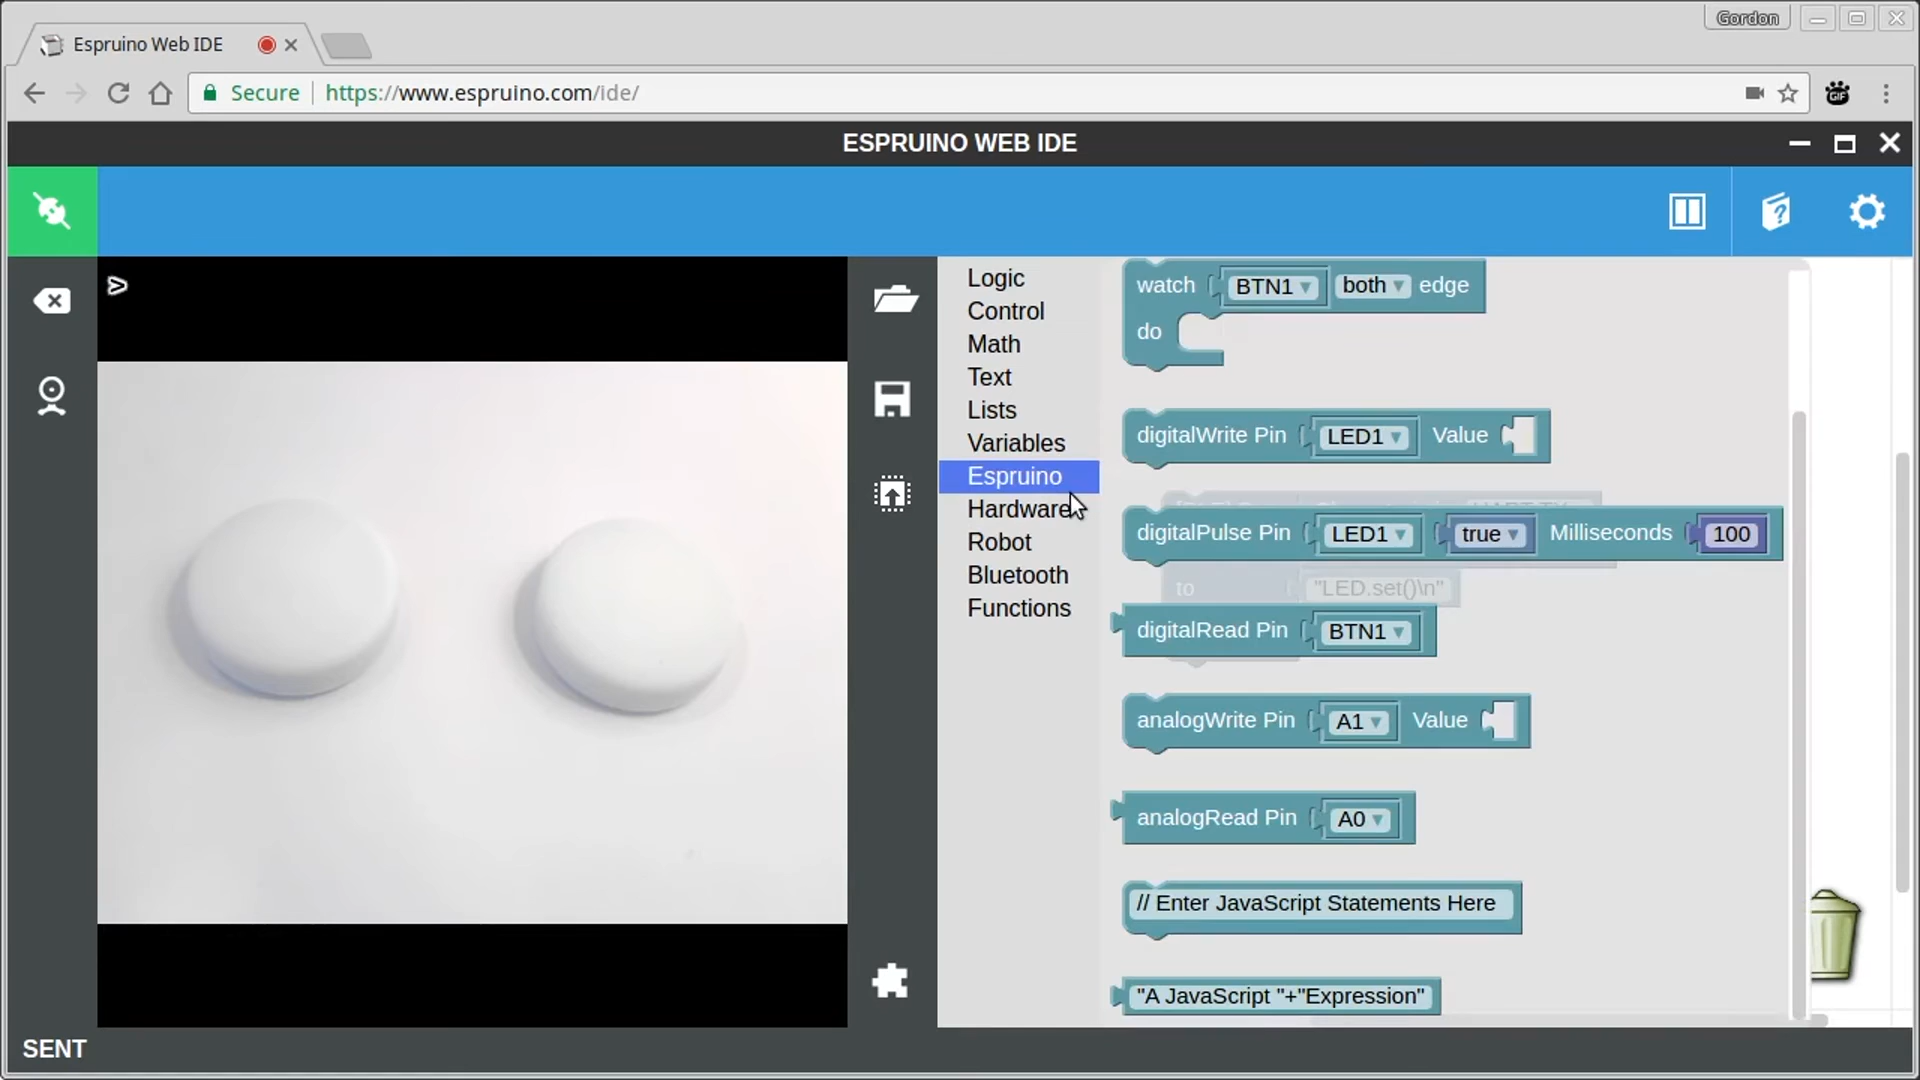 Gordon
Espruino Web IDE
Secure https://www.espruino.com/ide/
GIF
ESPRUINO WEB IDE
>
Logic
Control
Math
Text
Lists
Variables
Espruino
Hardware
Robot
Bluetooth
Functions
watch BTN1 both edge
do
digitalWrite Pin LED1 Value
digitalPulse Pin LED1 true Milliseconds 100
to "LED.set()\n"
digitalRead Pin BTN1
analogWrite Pin A1 Value
analogRead Pin A0
// Enter JavaScript Statements Here
"A JavaScript "+"Expression"
SENT